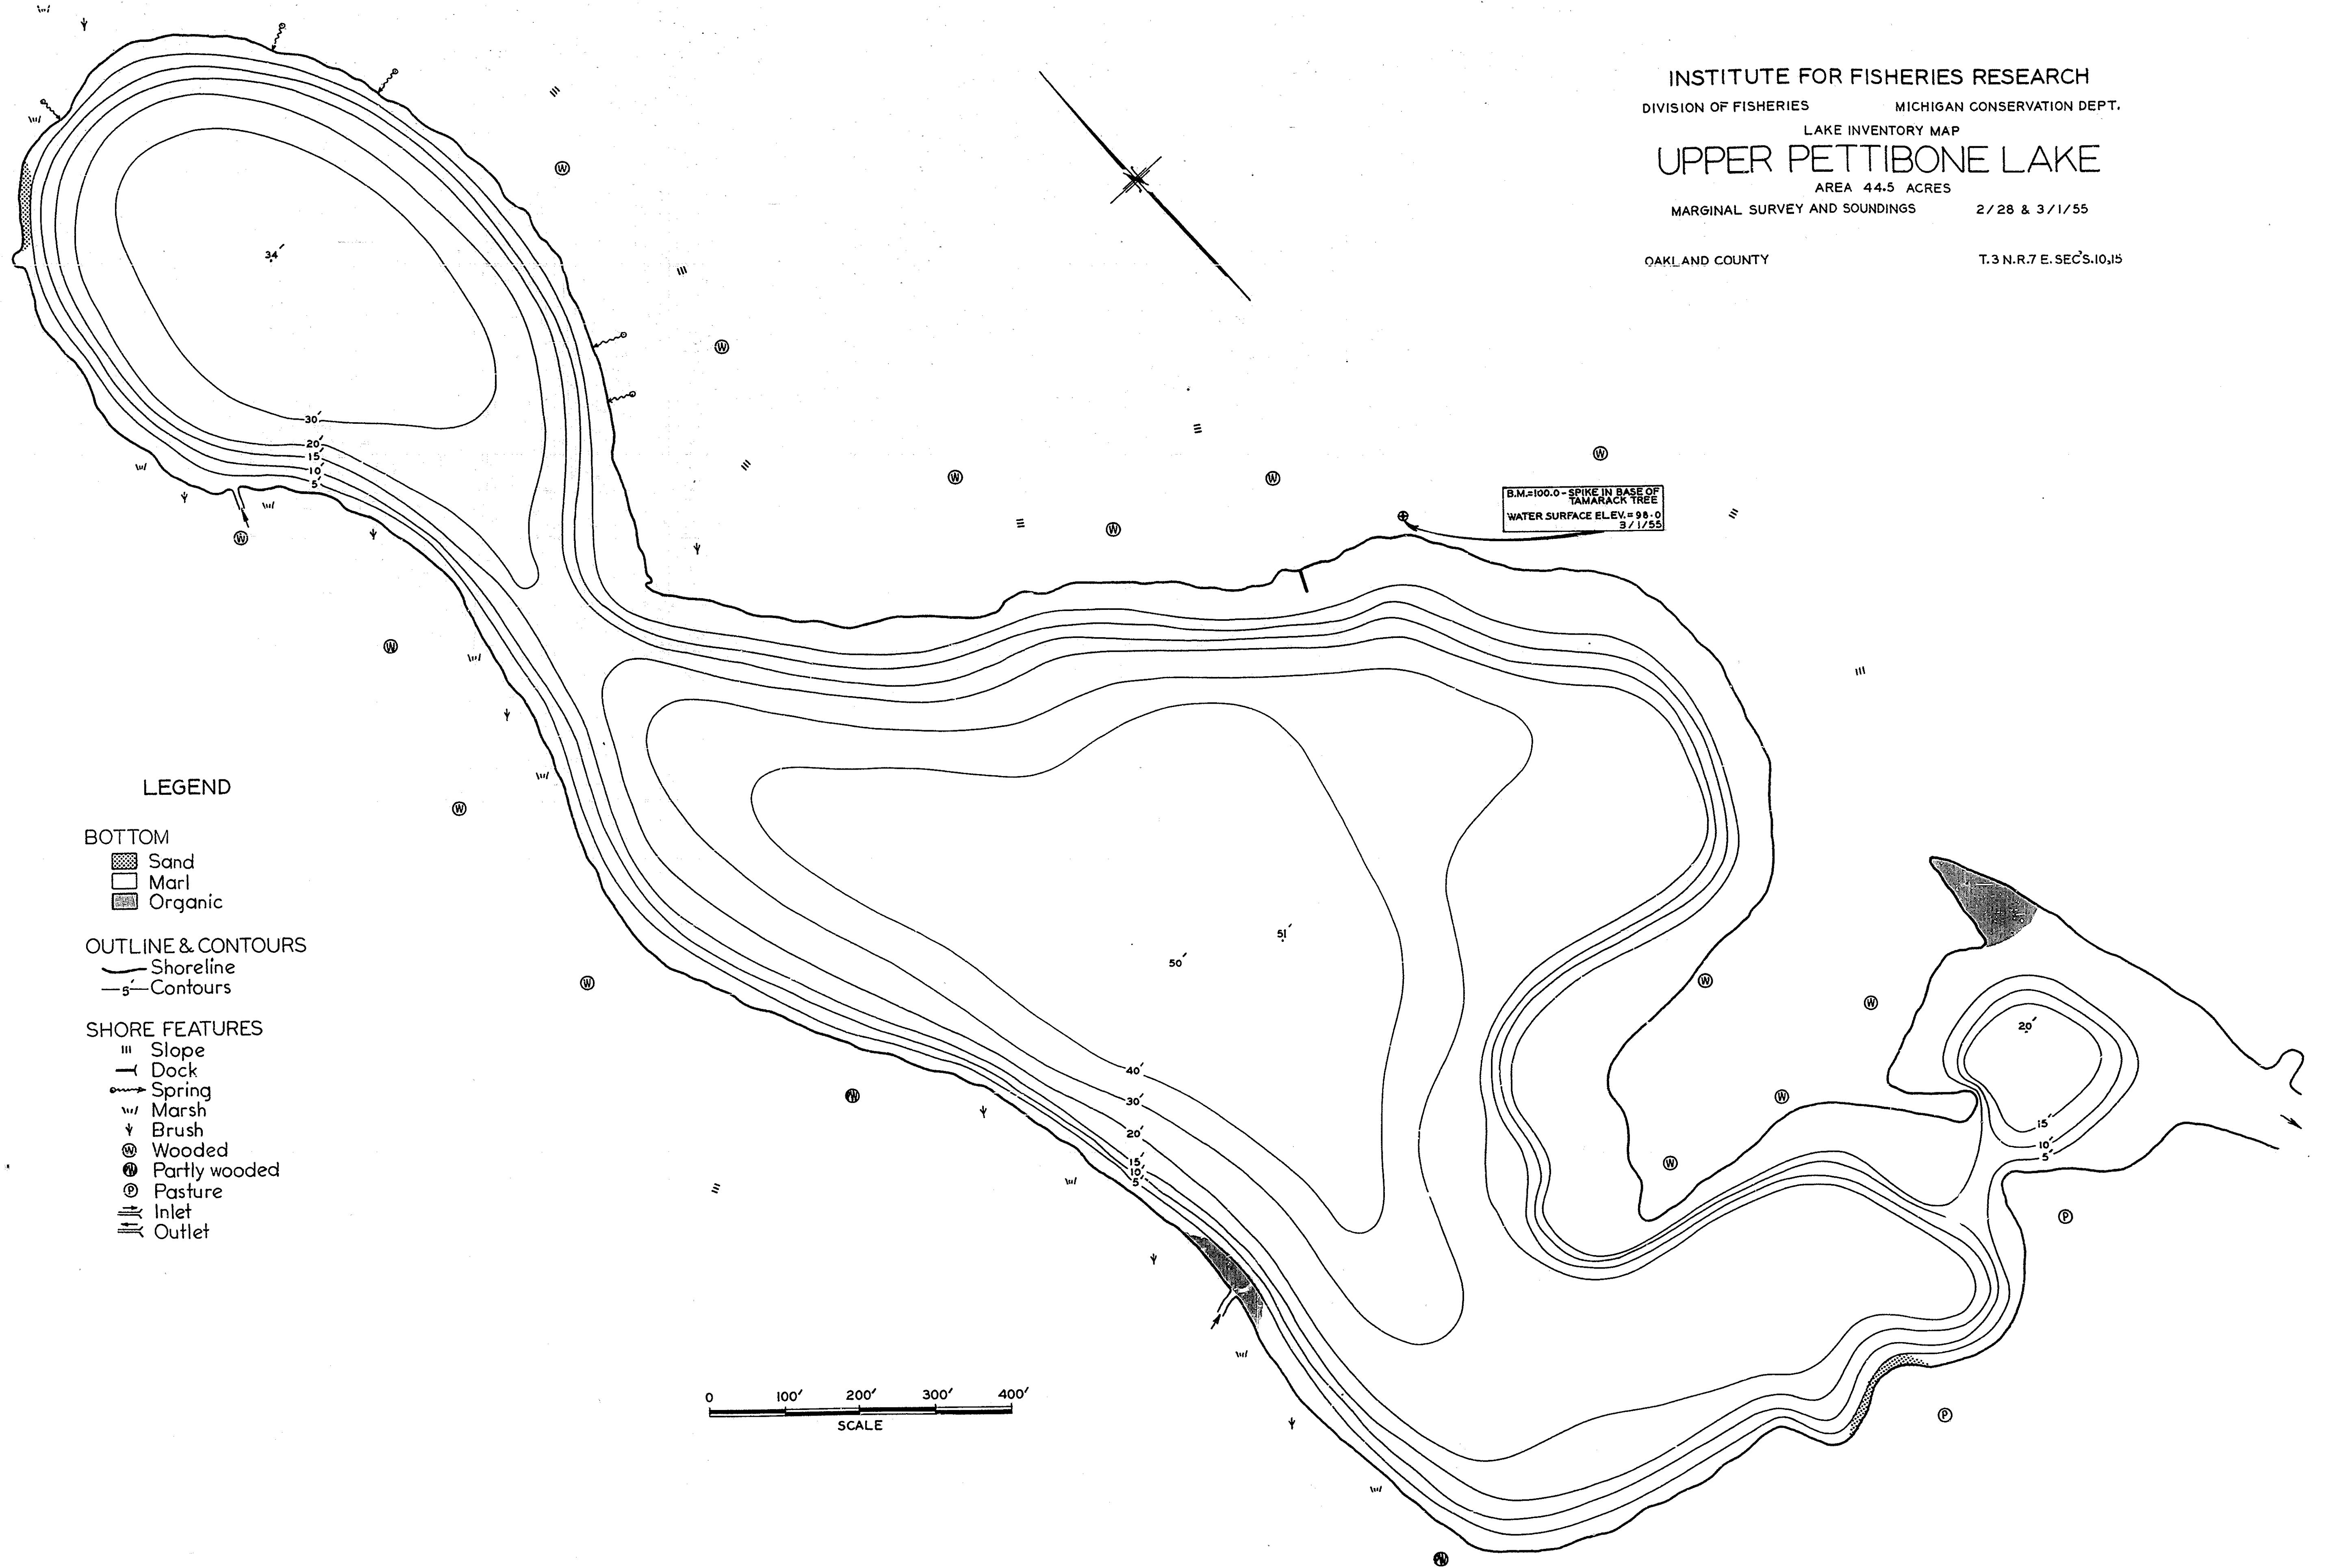 INSTITUTE FOR FISHERIES RESEARCH
DIVISION OF FISHERIES MICHIGAN CONSERVATION DEPT.
LAKE INVENTORY MAP
UPPER PETTIBONE LAKE
AREA 44.5 ACRES
MARGINAL SURVEY AND SOUNDINGS 2/28 & 3/1/55
OAKLAND COUNTY T.3 N.R.7 E. SEC'S.10,15
34'
30'
20'
15'
10'
5'
W
W
W
W
W
W
W
W
B.M.=100.0 - SPIKE IN BASE OF
TAMARACK TREE
WATER SURFACE ELEV.= 98.0
3/1/55
W
W
W
51'
50'
40'
30'
20'
15'
10'
5'
W
W
W
W
20'
15'
10'
5'
P
P
PW
PW
LEGEND
BOTTOM
Sand
Marl
Organic
OUTLINE & CONTOURS
Shoreline
5' Contours
SHORE FEATURES
Slope
Dock
Spring
Marsh
Brush
W Wooded
PW Partly wooded
P Pasture
Inlet
Outlet
0 100' 200' 300' 400'
SCALE